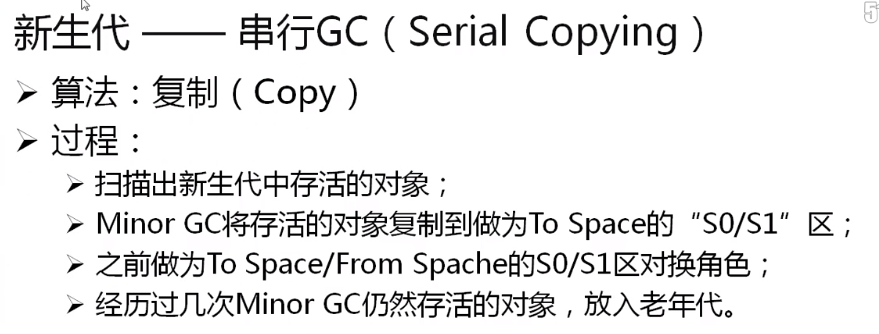 新生代 —— 串行GC（Serial Copying）
算法：复制（Copy）
过程：
扫描出新生代中存活的对象；
Minor GC将存活的对象复制到做为To Space的“S0/S1”区；
之前做为To Space/From Spache的S0/S1区对换角色；
经历过几次Minor GC仍然存活的对象，放入老年代。